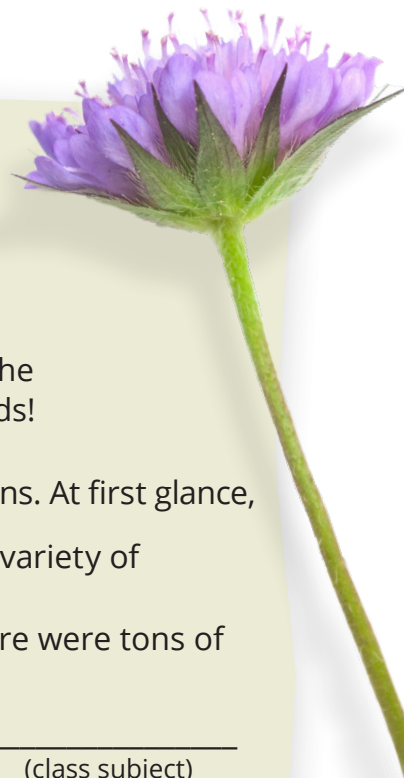 he
ds!
ns. At first glance,
variety of
re were tons of
(class subject)